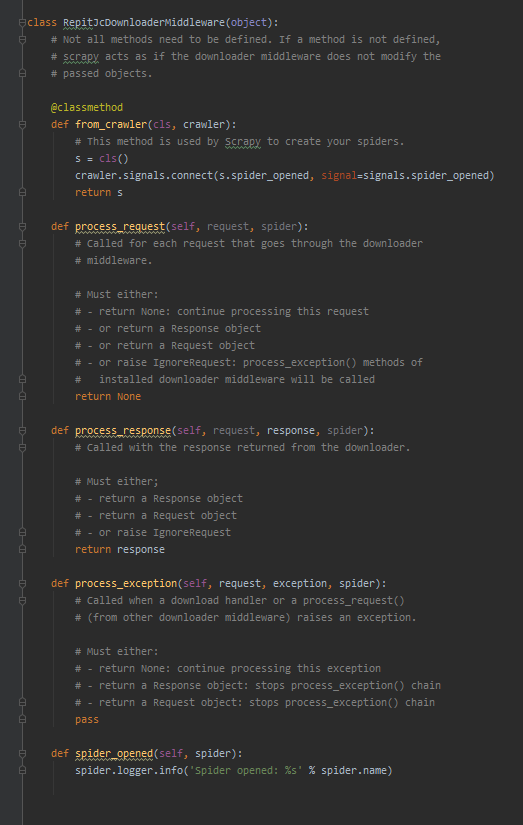 class RepitJcDownloaderMiddleware(object):
    # Not all methods need to be defined. If a method is not defined,
    # scrapy acts as if the downloader middleware does not modify the
    # passed objects.

    @classmethod
    def from_crawler(cls, crawler):
        # This method is used by Scrapy to create your spiders.
        s = cls()
        crawler.signals.connect(s.spider_opened, signal=signals.spider_opened)
        return s

    def process_request(self, request, spider):
        # Called for each request that goes through the downloader
        # middleware.

        # Must either:
        # - return None: continue processing this request
        # - or return a Response object
        # - or return a Request object
        # - or raise IgnoreRequest: process_exception() methods of
        #   installed downloader middleware will be called
        return None

    def process_response(self, request, response, spider):
        # Called with the response returned from the downloader.

        # Must either;
        # - return a Response object
        # - return a Request object
        # - or raise IgnoreRequest
        return response

    def process_exception(self, request, exception, spider):
        # Called when a download handler or a process_request()
        # (from other downloader middleware) raises an exception.

        # Must either:
        # - return None: continue processing this exception
        # - return a Response object: stops process_exception() chain
        # - return a Request object: stops process_exception() chain
        pass

    def spider_opened(self, spider):
        spider.logger.info('Spider opened: %s' % spider.name)